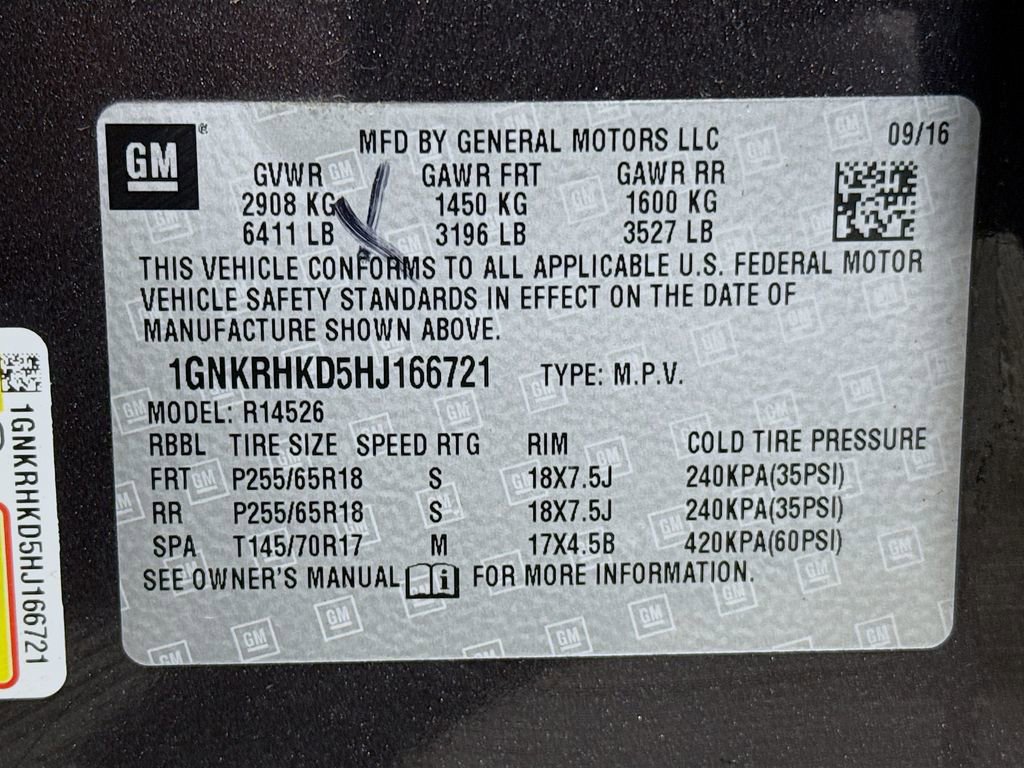 GM
MFD BY GENERAL MOTORS LLC 09/16
GVWR GAWR FRT GAWR RR
2908 KG 1450 KG 1600 KG
6411 LB 3196 LB 3527 LB
THIS VEHICLE CONFORMS TO ALL APPLICABLE U.S. FEDERAL MOTOR
VEHICLE SAFETY STANDARDS IN EFFECT ON THE DATE OF
MANUFACTURE SHOWN ABOVE.
1GNKRHKD5HJ166721 TYPE: M.P.V.
MODEL: R14526
RBBL TIRE SIZE SPEED RTG RIM COLD TIRE PRESSURE
FRT P255/65R18 S 18X7.5J 240KPA(35PSI)
RR P255/65R18 S 18X7.5J 240KPA(35PSI)
SPA T145/70R17 M 17X4.5B 420KPA(60PSI)
SEE OWNER'S MANUAL i FOR MORE INFORMATION.
1GNKRHKD5HJ166721